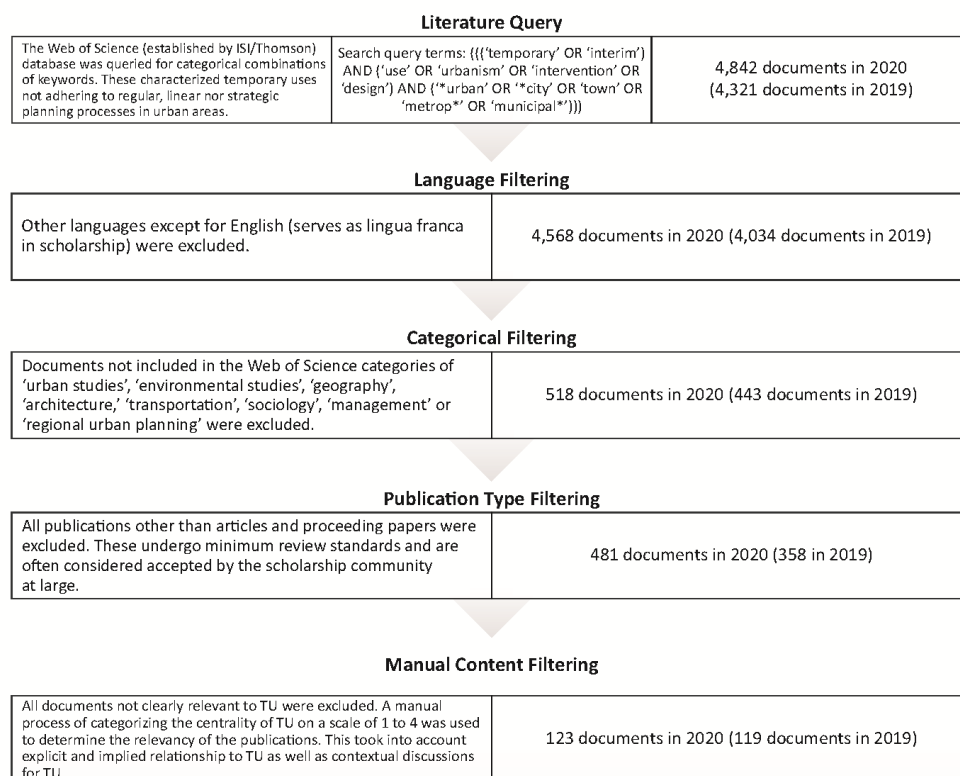 Literature Query
The Web of Science (established by ISI/Thomson)
database was queried for categorical combinations
of keywords. These characterized temporary uses
not adhering to regular, linear nor strategic
planning processes in urban areas.
Search query terms: (((‘temporary’ OR ‘interim’)
AND (‘use’ OR ‘urbanism’ OR ‘intervention’ OR
‘design’) AND (‘*urban’ OR ‘*city’ OR ‘town’ OR
‘metrop*’ OR ‘municipal*’)))
4,842 documents in 2020
(4,321 documents in 2019)
Language Filtering
Other languages except for English (serves as lingua franca
in scholarship) were excluded.
4,568 documents in 2020 (4,034 documents in 2019)
Categorical Filtering
Documents not included in the Web of Science categories of
‘urban studies’, ‘environmental studies’, ‘geography’,
‘architecture,’ ‘transportation’, ‘sociology’, ‘management’ or
‘regional urban planning’ were excluded.
518 documents in 2020 (443 documents in 2019)
Publication Type Filtering
All publications other than articles and proceeding papers were
excluded. These undergo minimum review standards and are
often considered accepted by the scholarship community
at large.
481 documents in 2020 (358 in 2019)
Manual Content Filtering
All documents not clearly relevant to TU were excluded. A manual
process of categorizing the centrality of TU on a scale of 1 to 4 was used
to determine the relevancy of the publications. This took into account
explicit and implied relationship to TU as well as contextual discussions
for TU
123 documents in 2020 (119 documents in 2019)